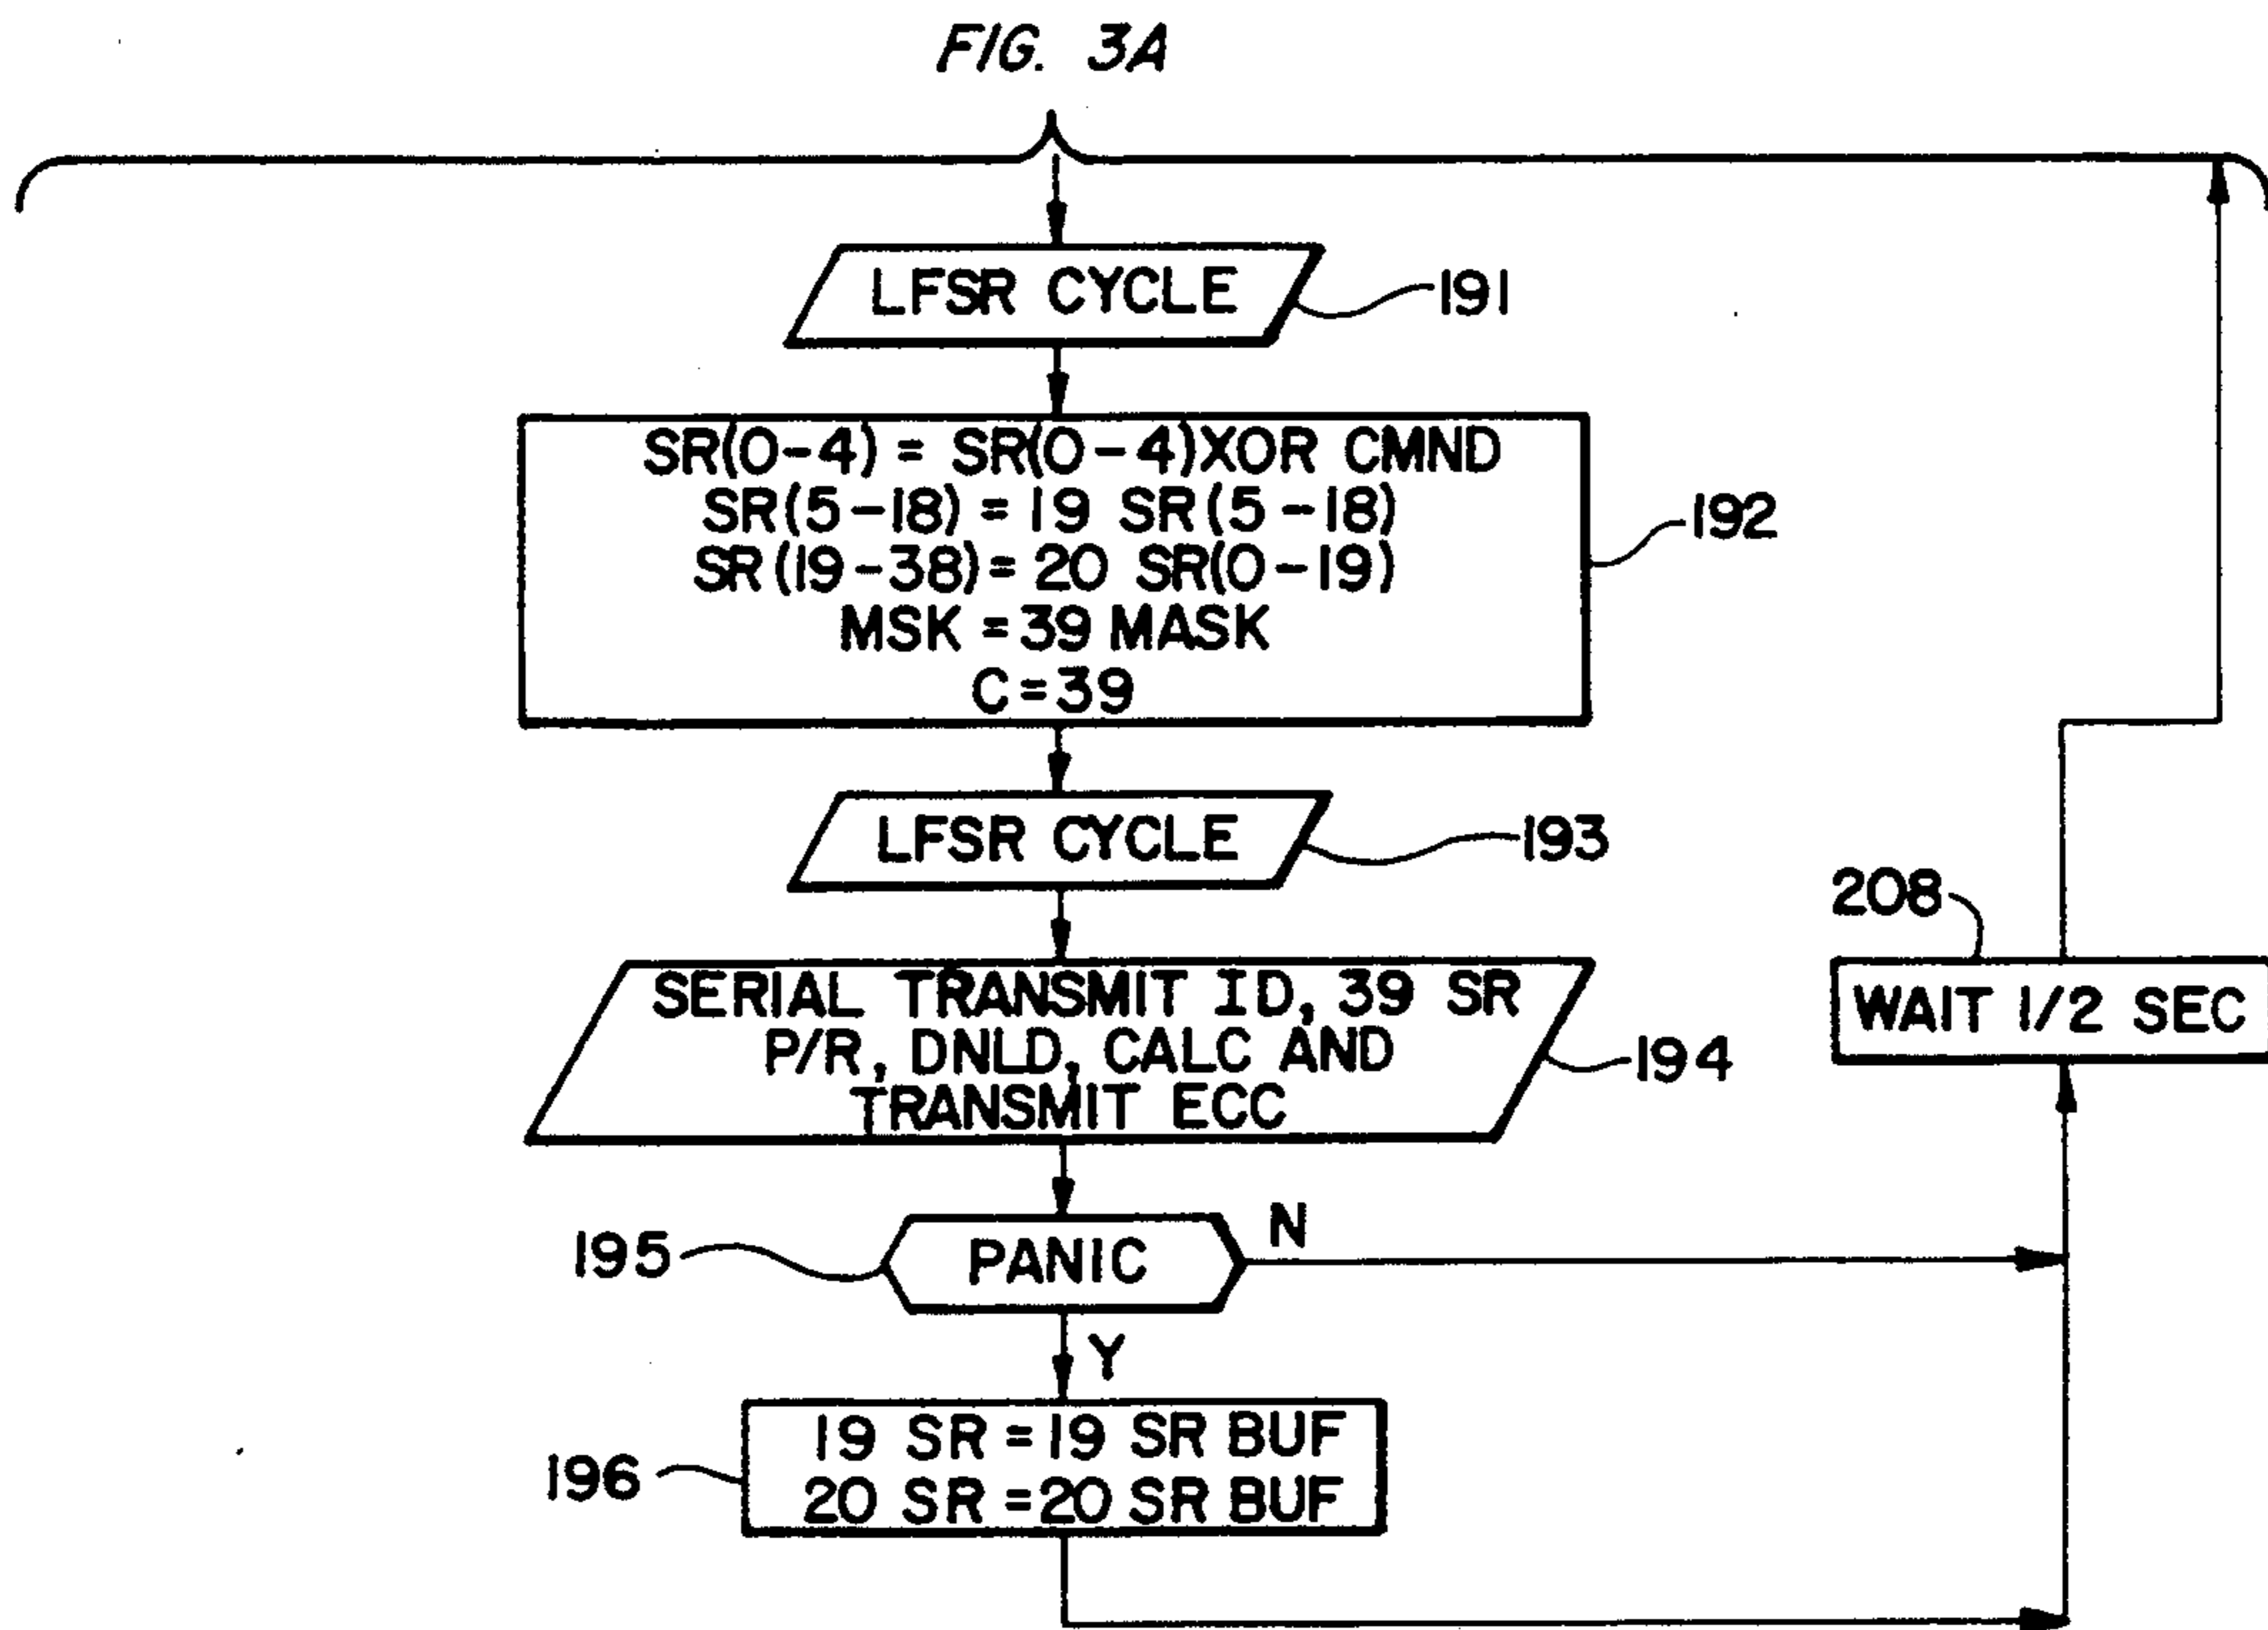 FIG. 3A
LFSR CYCLE
191
SR(0-4) = SR(0-4)XOR CMND
SR(5-18) = 19 SR(5-18)
SR(19-38)= 20 SR(0-19)
MSK = 39 MASK
C = 39
192
LFSR CYCLE
193
SERIAL TRANSMIT ID, 39 SR
P/R, DNLD, CALC AND
TRANSMIT ECC
194
208
WAIT 1/2 SEC
195
PANIC
N
Y
196
19 SR = 19 SR BUF
20 SR = 20 SR BUF